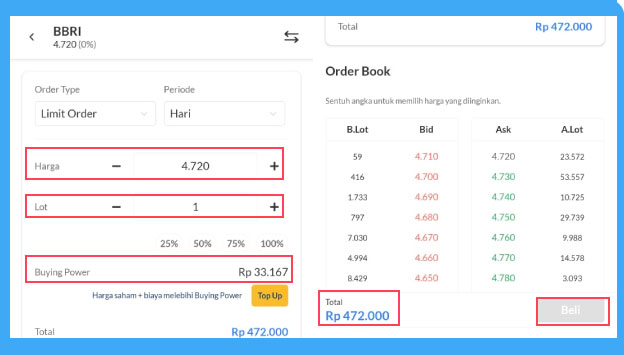 BBRI
4.720 (0%)
Order Type Periode
Limit Order Hari
Harga − 4.720 +
Lot − 1 +
25% 50% 75% 100%
Buying Power Rp 33.167
Harga saham + biaya melebihi Buying Power Top Up
Total Rp 472.000
Total Rp 472.000
Order Book
Sentuh angka untuk memilih harga yang diinginkan.
B.Lot Bid Ask A.Lot
59 4.710 4.720 23.572
416 4.700 4.730 53.557
1.733 4.690 4.740 10.725
797 4.680 4.750 29.739
7.030 4.670 4.760 9.988
4.994 4.660 4.770 14.578
8.429 4.650 4.780 3.093
Total
Rp 472.000
Beli